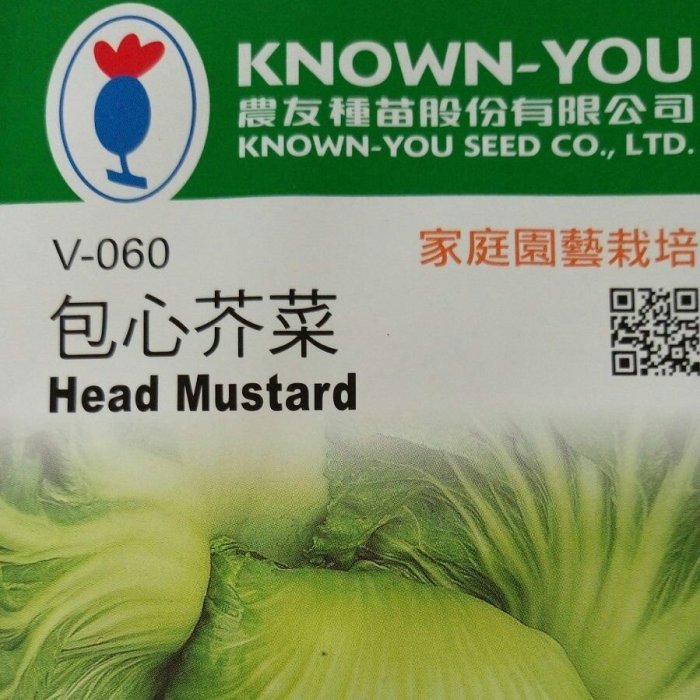 KNOWN-YOU
農友種苗股份有限公司
KNOWN-YOU SEED CO., LTD.
V-060
家庭園藝栽培
包心芥菜
Head Mustard